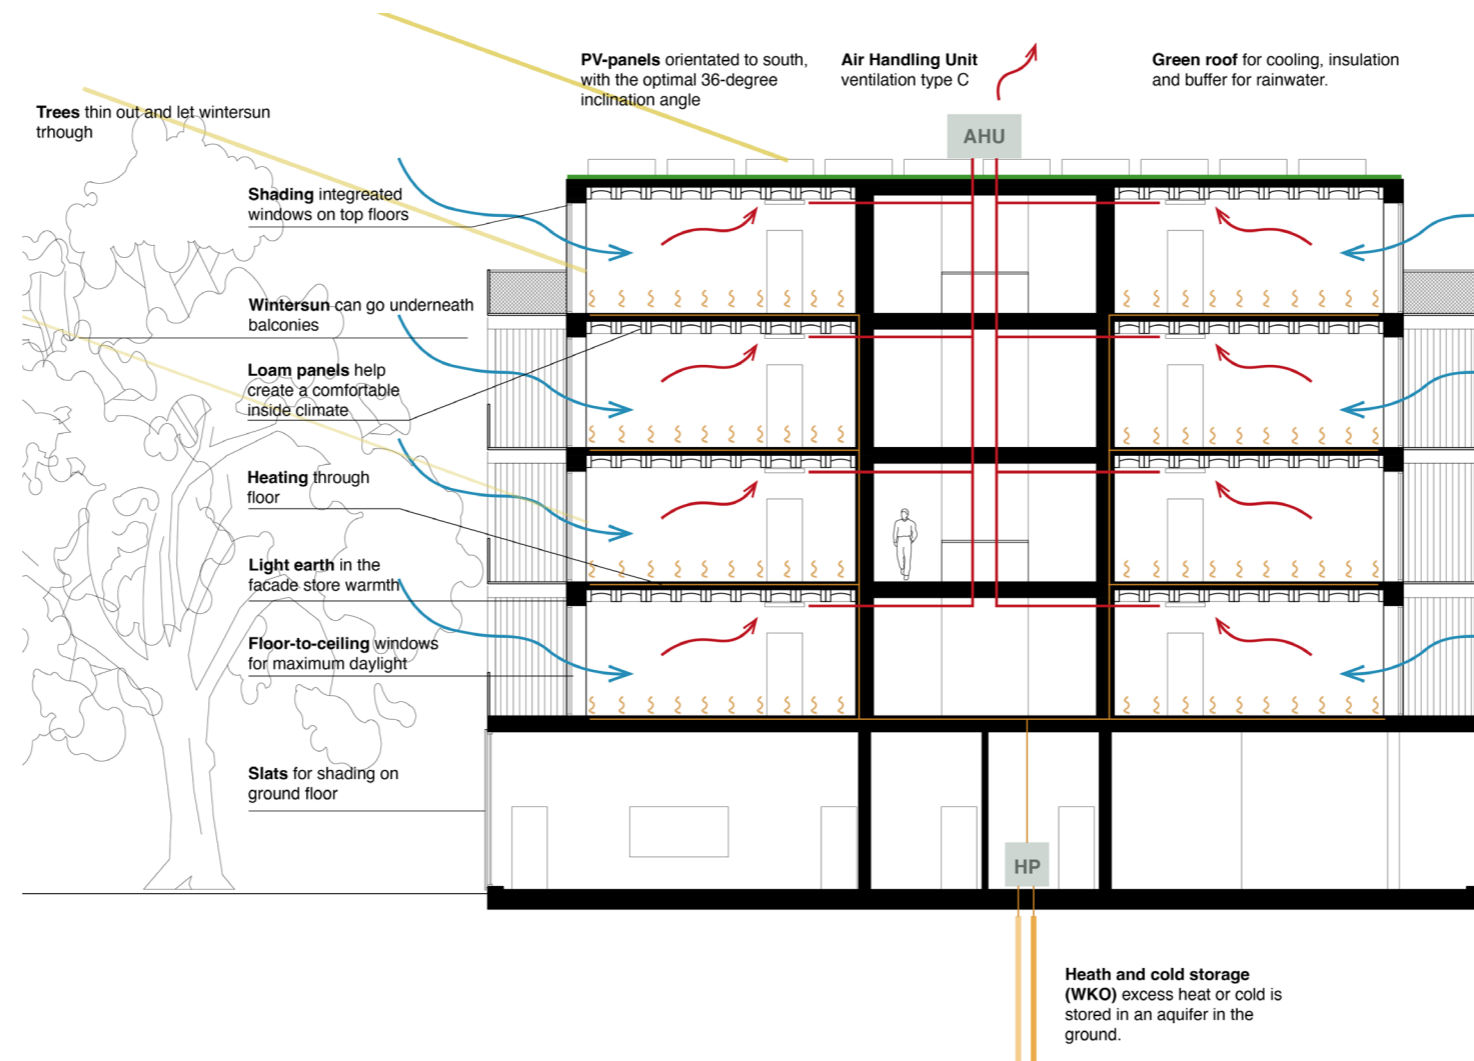 PV-panels orientated to south,
with the optimal 36-degree
inclination angle
Air Handling Unit
ventilation type C
Green roof for cooling, insulation
and buffer for rainwater.
Trees thin out and let wintersun
trhough
AHU
Shading integreated
windows on top floors
Wintersun can go underneath
balconies
Loam panels help
create a comfortable
inside climate
Heating through
floor
Light earth in the
facade store warmth
Floor-to-ceiling windows
for maximum daylight
Slats for shading on
ground floor
HP
Heath and cold storage
(WKO) excess heat or cold is
stored in an aquifer in the
ground.